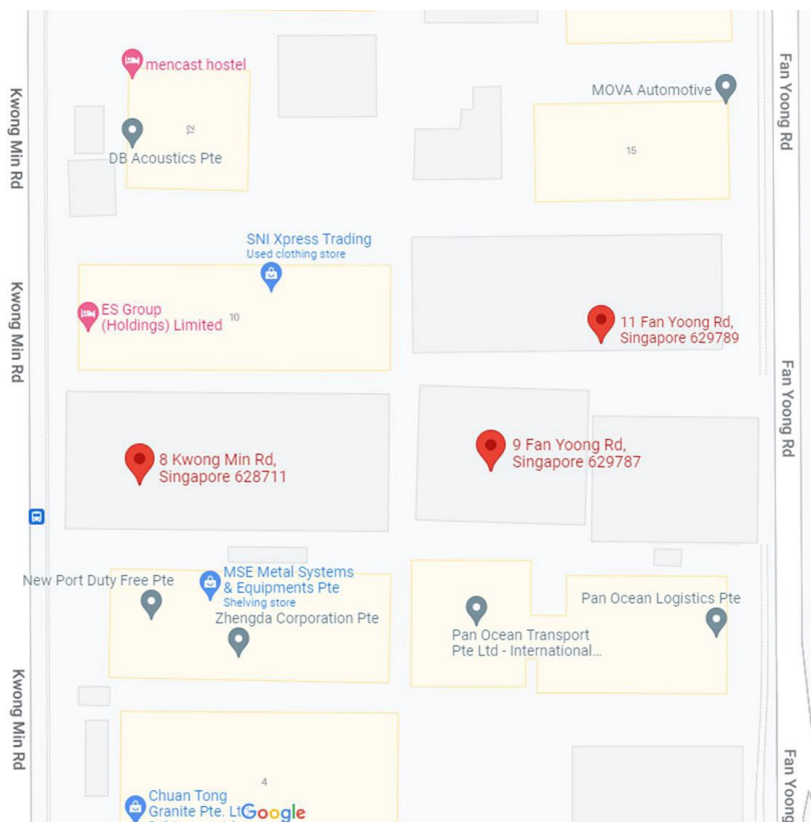 mencast hostel
MOVA Automotive
Fan Yoong Rd
Kwong Min Rd
12
DB Acoustics Pte
15
SNI Xpress Trading
Used clothing store
ES Group
(Holdings) Limited
10
Kwong Min Rd
11 Fan Yoong Rd,
Singapore 629789
Fan Yoong Rd
8 Kwong Min Rd,
Singapore 628711
9 Fan Yoong Rd,
Singapore 629787
New Port Duty Free Pte
MSE Metal Systems
& Equipments Pte
Shelving store
Zhengda Corporation Pte
Pan Ocean Logistics Pte
Pan Ocean Transport
Pte Ltd - International...
Kwong Min Rd
Fan Yoong
4
Chuan Tong
Granite Pte. Lt
Google